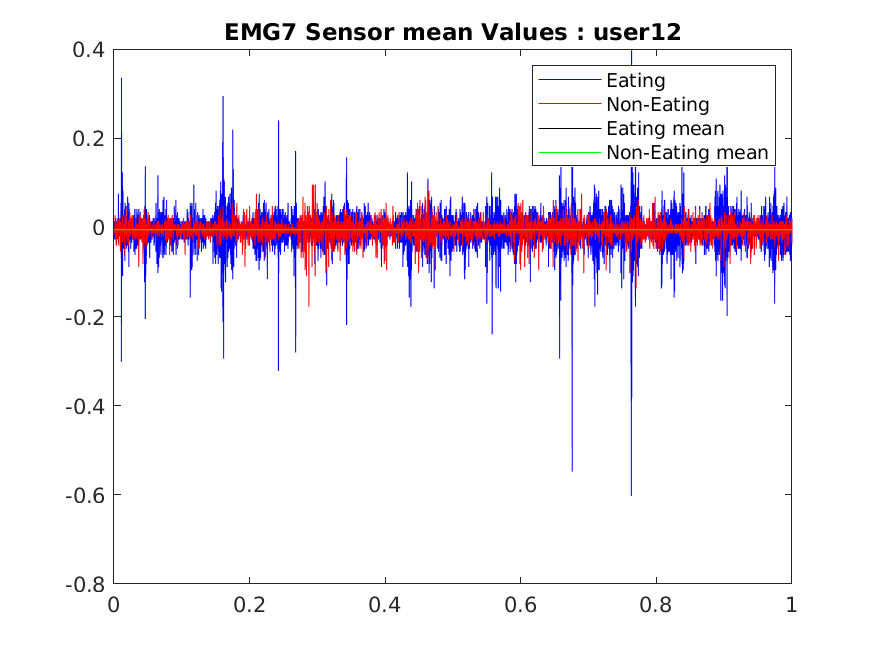 EMG7 Sensor mean Values : user12
0.4
Eating
Non-Eating
Eating mean
Non-Eating mean
0.2
0
-0.2
-0.4
-0.6
-0.8
0 0.2 0.4 0.6 0.8 1